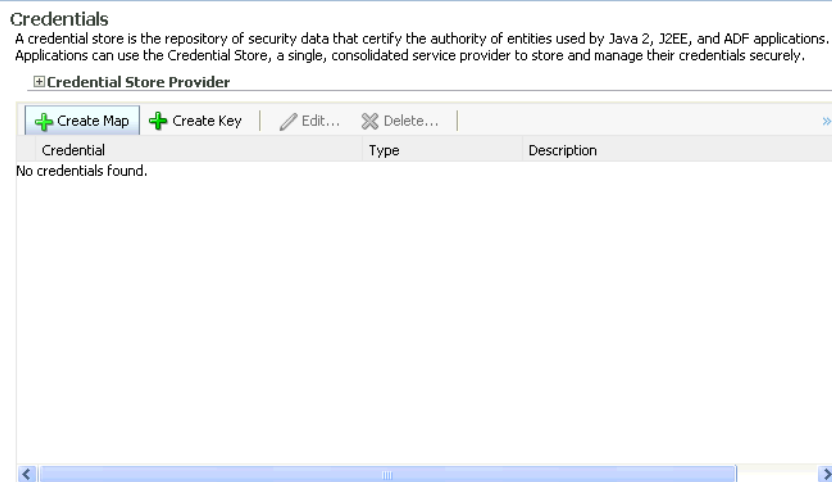 Credentials
A credential store is the repository of security data that certify the authority of entities used by Java 2, J2EE, and ADF applications.
Applications can use the Credential Store, a single, consolidated service provider to store and manage their credentials securely.
Credential Store Provider
Create Map Create Key Edit... Delete... »
Credential Type Description
No credentials found.